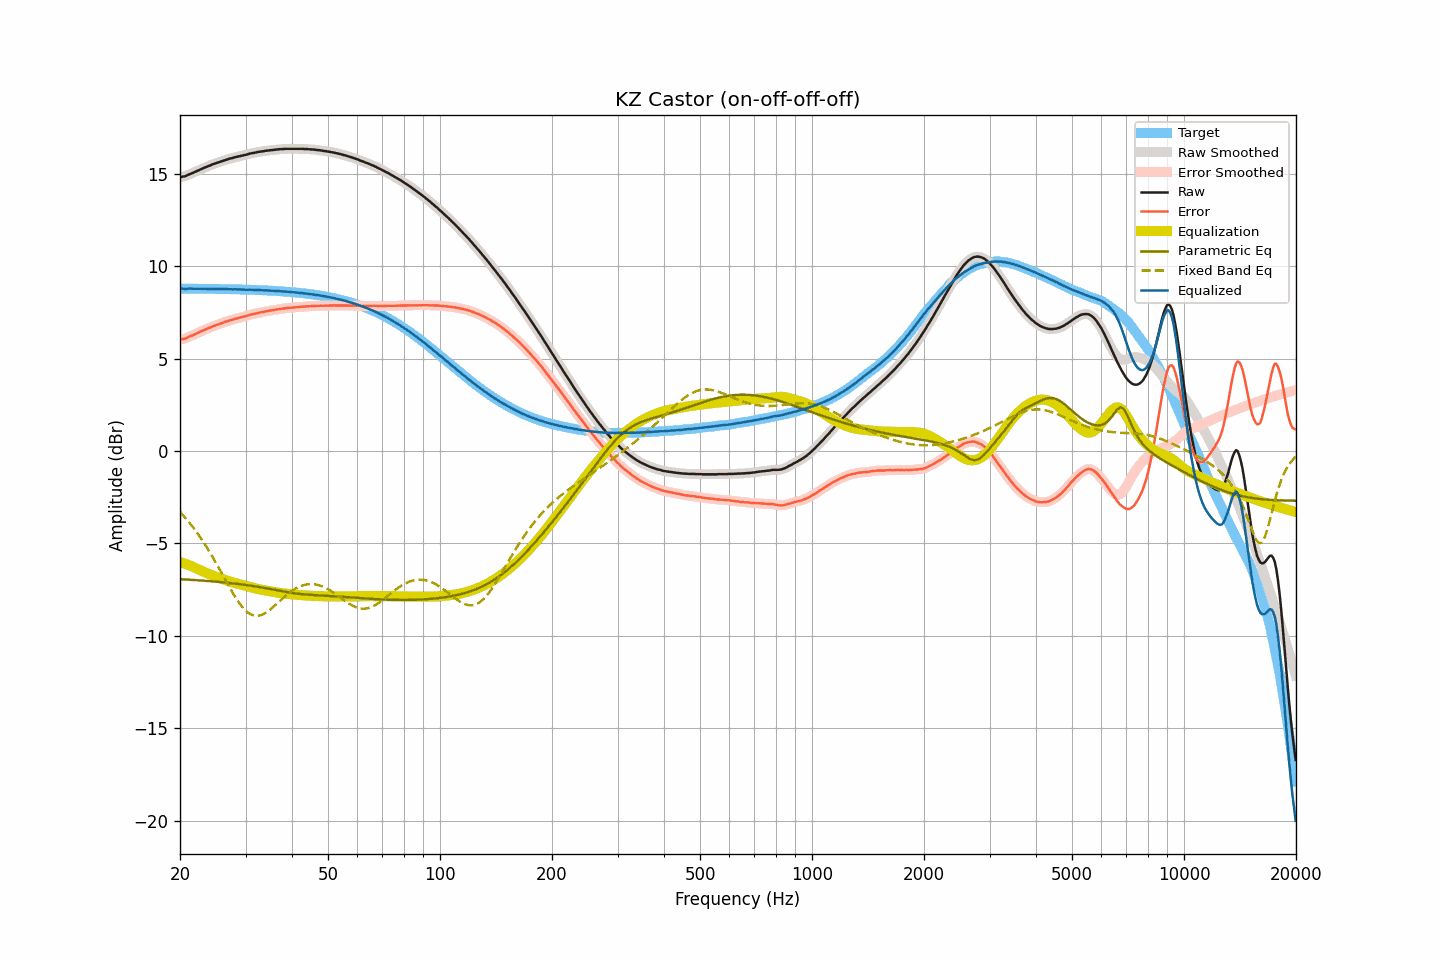 KZ Castor (on-off-off-off)
Target
Raw Smoothed
Error Smoothed
Raw
Error
Equalization
Parametric Eq
Fixed Band Eq
Equalized
Amplitude (dBr)
15
10
5
0
−5
−10
−15
−20
20 50 100 200 500 1000 2000 5000 10000 20000
Frequency (Hz)